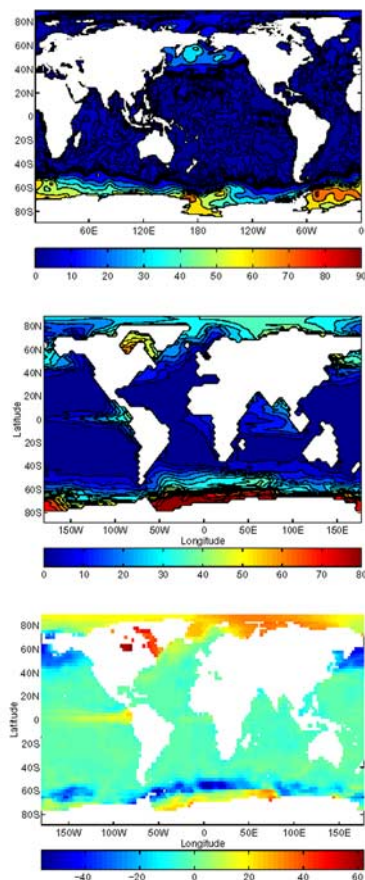 80N
60N
40N
20N
0
20S
40S
60S
80S
60E 120E 180 120W 60W 0
0 10 20 30 40 50 60 70 80 90
80N
60N
40N
20N
0
20S
40S
60S
80S
Latitude
150W 100W 50W 0 50E 100E 150E
Longitude
0 10 20 30 40 50 60 70 80
80N
60N
40N
20N
0
20S
40S
60S
80S
Latitude
150W 100W 50W 0 50E 100E 150E
Longitude
-40 -20 0 20 40 60